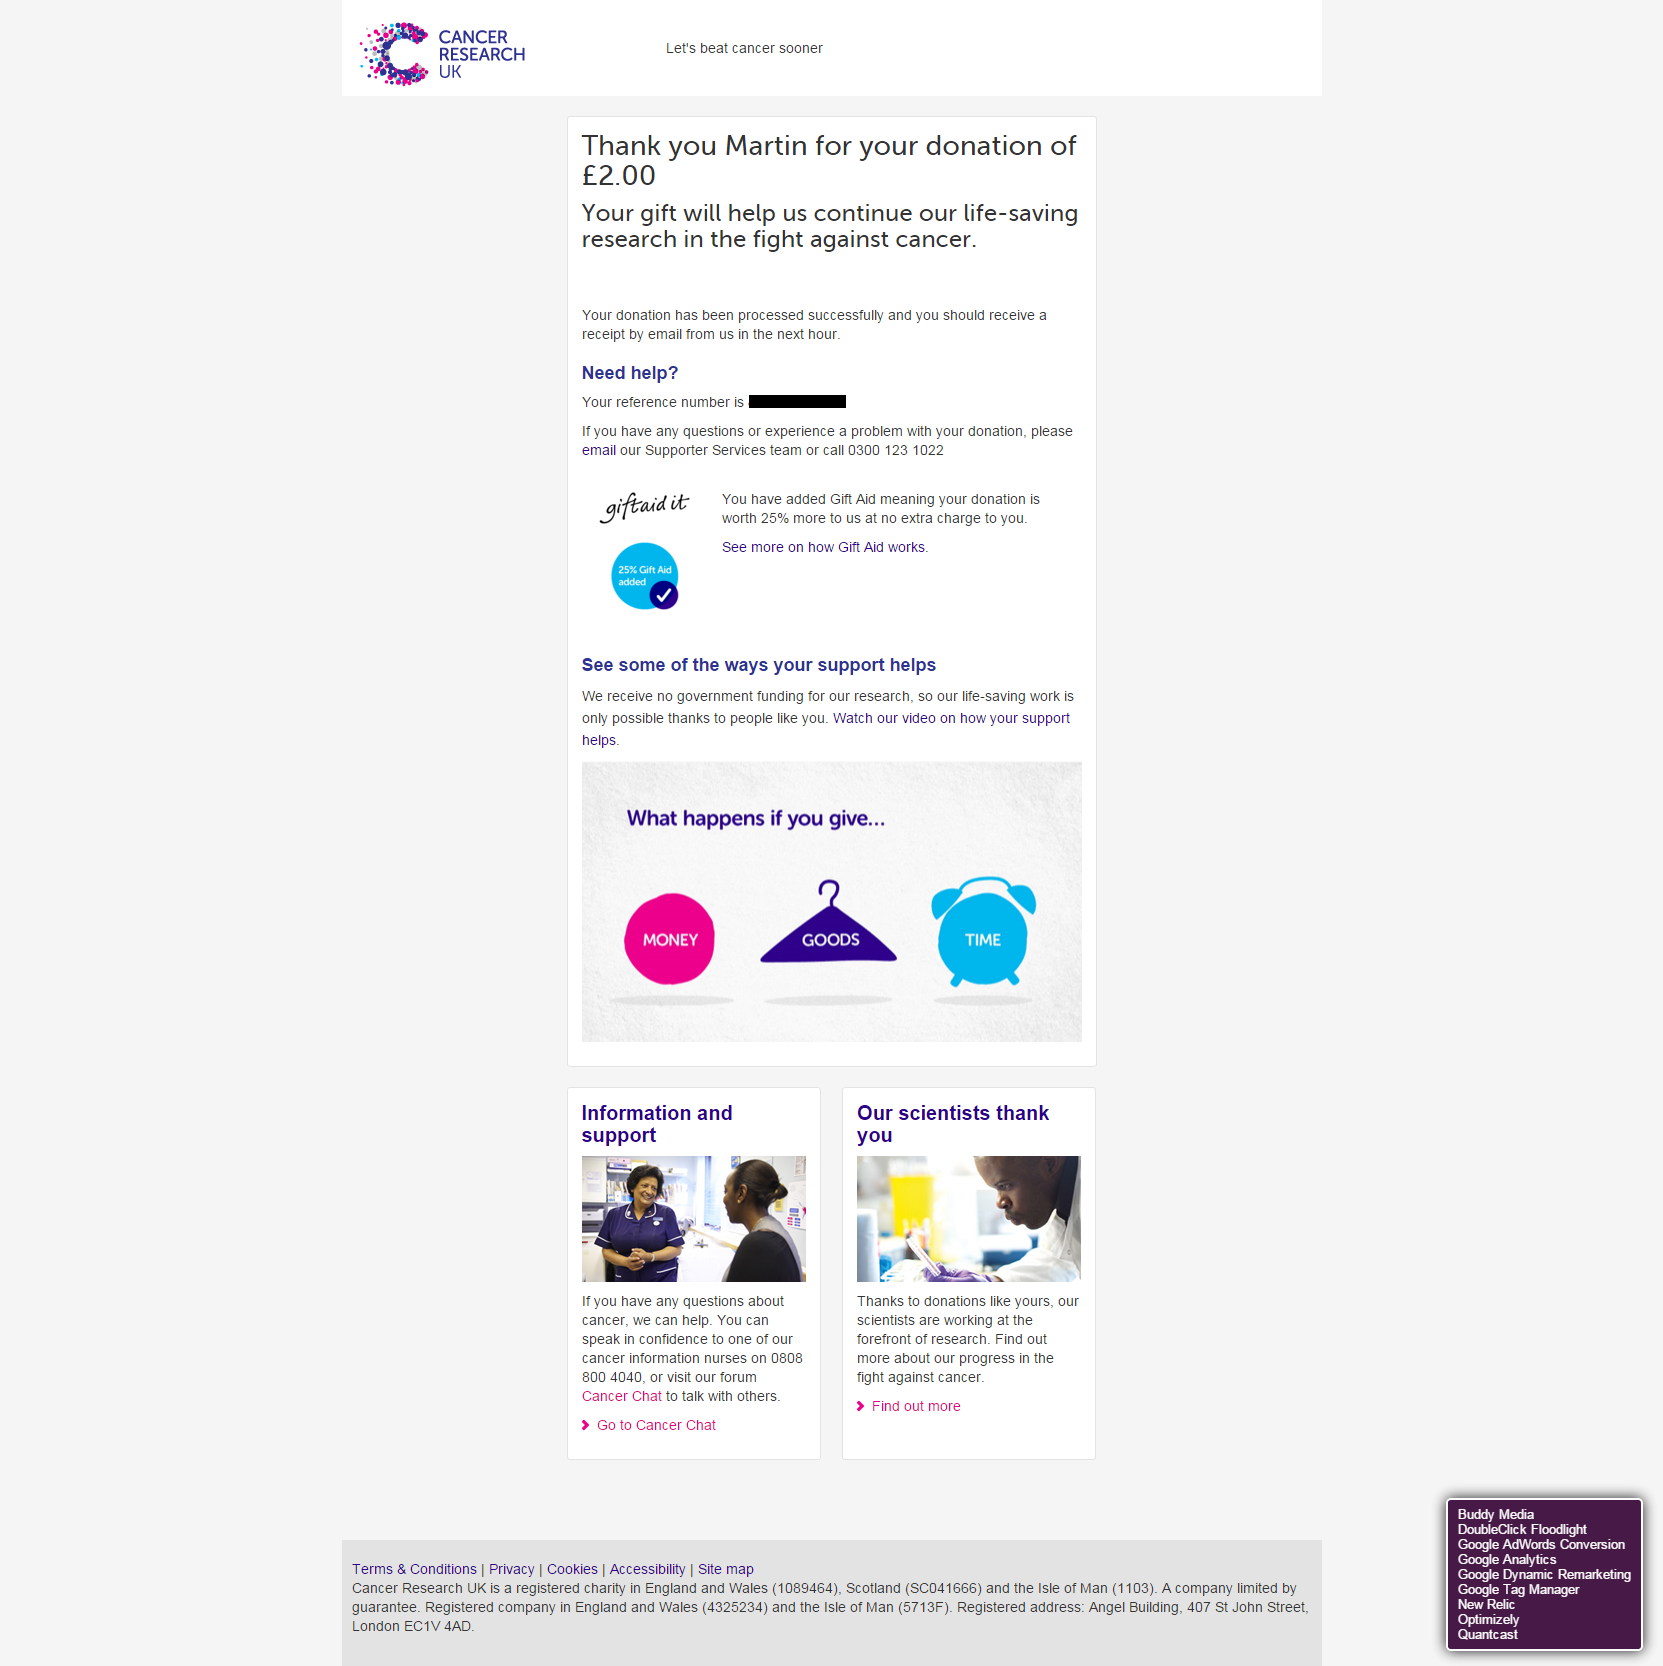 CANCER
RESEARCH
UK
Let's beat cancer sooner
Thank you Martin for your donation of
£2.00
Your gift will help us continue our life-saving
research in the fight against cancer.
Your donation has been processed successfully and you should receive a
receipt by email from us in the next hour.
Need help?
Your reference number is
If you have any questions or experience a problem with your donation, please
email our Supporter Services team or call 0300 123 1022
giftaid it
You have added Gift Aid meaning your donation is
worth 25% more to us at no extra charge to you.
See more on how Gift Aid works.
25% Gift Aid
added
See some of the ways your support helps
We receive no government funding for our research, so our life-saving work is
only possible thanks to people like you. Watch our video on how your support
helps.
What happens if you give...
MONEY
GOODS
TIME
Information and
support
If you have any questions about
cancer, we can help. You can
speak in confidence to one of our
cancer information nurses on 0808
800 4040, or visit our forum
Cancer Chat to talk with others.
Go to Cancer Chat
Our scientists thank
you
Thanks to donations like yours, our
scientists are working at the
forefront of research. Find out
more about our progress in the
fight against cancer.
Find out more
Buddy Media
DoubleClick Floodlight
Google AdWords Conversion
Google Analytics
Google Dynamic Remarketing
Google Tag Manager
New Relic
Optimizely
Quantcast
Terms & Conditions | Privacy | Cookies | Accessibility | Site map
Cancer Research UK is a registered charity in England and Wales (1089464), Scotland (SC041666) and the Isle of Man (1103). A company limited by
guarantee. Registered company in England and Wales (4325234) and the Isle of Man (5713F). Registered address: Angel Building, 407 St John Street,
London EC1V 4AD.